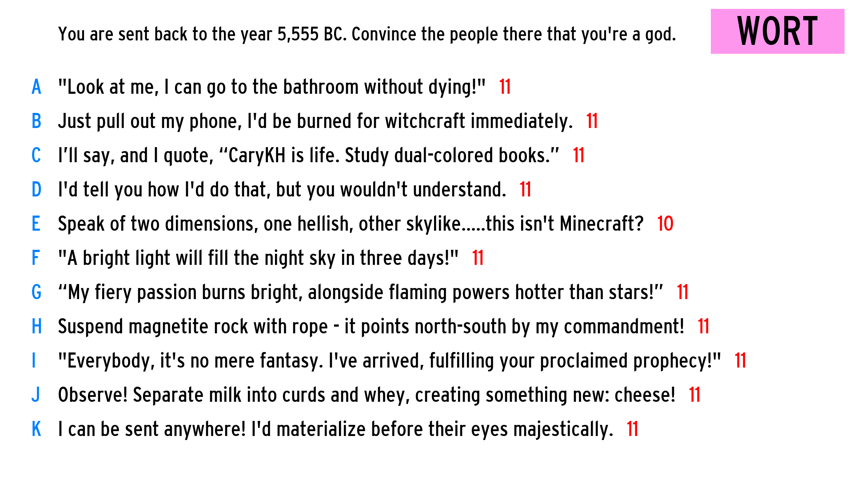 You are sent back to the year 5,555 BC. Convince the people there that you're a god.
WORT
A "Look at me, I can go to the bathroom without dying!" 11
B Just pull out my phone, I'd be burned for witchcraft immediately. 11
C I’ll say, and I quote, “CaryKH is life. Study dual-colored books.” 11
D I'd tell you how I'd do that, but you wouldn't understand. 11
E Speak of two dimensions, one hellish, other skylike.....this isn't Minecraft? 10
F "A bright light will fill the night sky in three days!" 11
G “My fiery passion burns bright, alongside flaming powers hotter than stars!” 11
H Suspend magnetite rock with rope - it points north-south by my commandment! 11
I "Everybody, it's no mere fantasy. I've arrived, fulfilling your proclaimed prophecy!" 11
J Observe! Separate milk into curds and whey, creating something new: cheese! 11
K I can be sent anywhere! I'd materialize before their eyes majestically. 11